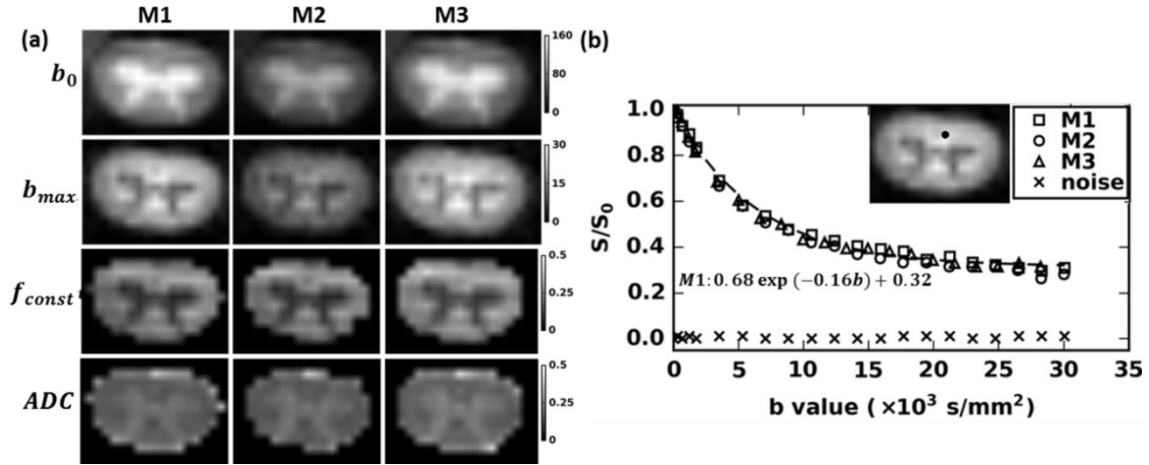 M1 M2 M3
(a)
b₀
160
80
0
b_max
30
15
0
f_const
0.5
0.25
0
ADC
0.5
0.25
0
(b)
S/S₀
1.0
0.8
0.6
0.4
0.2
0.0
M1
M2
M3
noise
M1: 0.68 exp (−0.16b) + 0.32
0 5 10 15 20 25 30 35
b value (×10³ s/mm²)